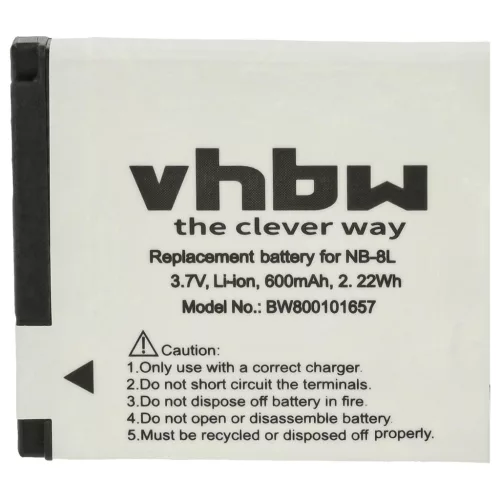 vhbw
the clever way
Replacement battery for NB-8L
3.7V, Li-ion, 600mAh, 2. 22Wh
Model No.: BW800101657
Caution:
1.Only use with a correct charger.
2.Do not short circuit the terminals.
3.Do not dispose off battery in fire.
4.Do not open or disassemble battery.
5.Must be recycled or disposed off properly.